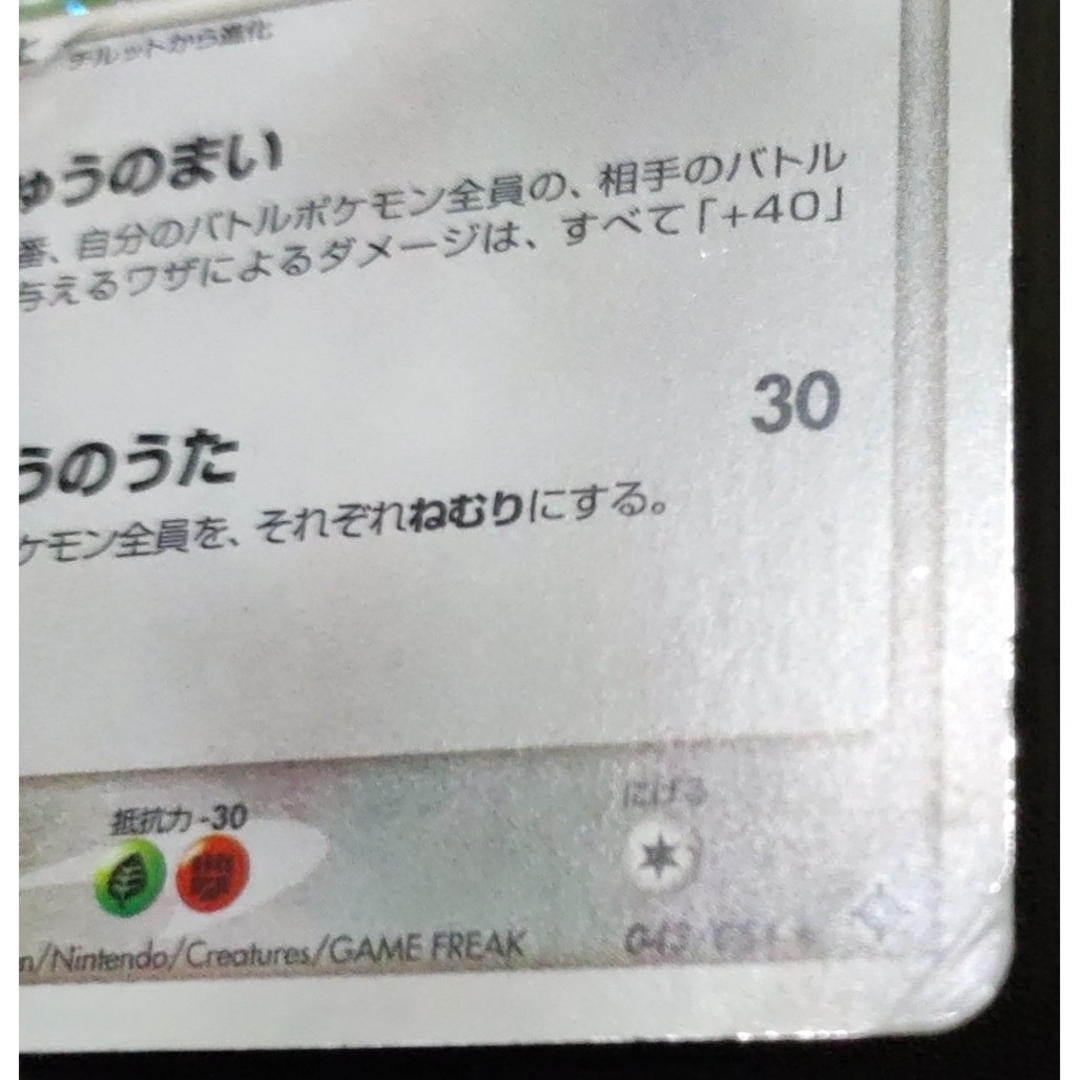 チルットから進化
ゅうのまい
番、自分のバトルポケモン全員の、相手のバトル
与えるワザによるダメージは、すべて「+40」
30
うのうた
ケモン全員を、それぞれねむりにする。
抵抗力 -30
にげる
n/Nintendo/Creatures/GAME FREAK